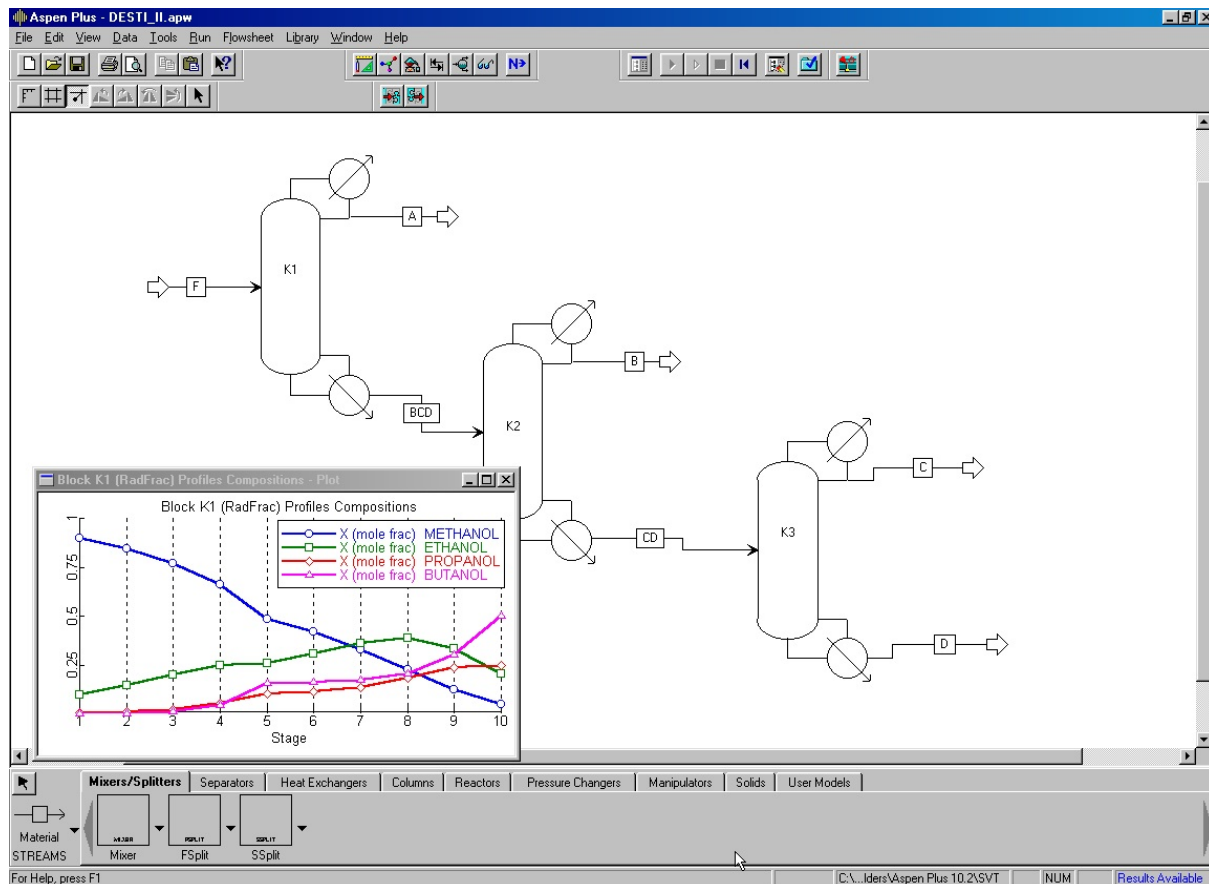 Aspen Plus - DESTI_II.apw
File Edit View Data Tools Run Flowsheet Library Window Help
N
A
K1
F
B
BCD
K2
C
K3
CD
D
Block K1 (RadFrac) Profiles Compositions - Plot
Block K1 (RadFrac) Profiles Compositions
X (mole frac) METHANOL
X (mole frac) ETHANOL
X (mole frac) PROPANOL
X (mole frac) BUTANOL
1
0.75
0.5
0.25
1 2 3 4 5 6 7 8 9 10
Stage
Mixers/Splitters Separators Heat Exchangers Columns Reactors Pressure Changers Manipulators Solids User Models
MIXER FSPLIT SSPLIT
Material Mixer FSplit SSplit
STREAMS
For Help, press F1 C:\...lders\Aspen Plus 10.2\SVT NUM Results Available